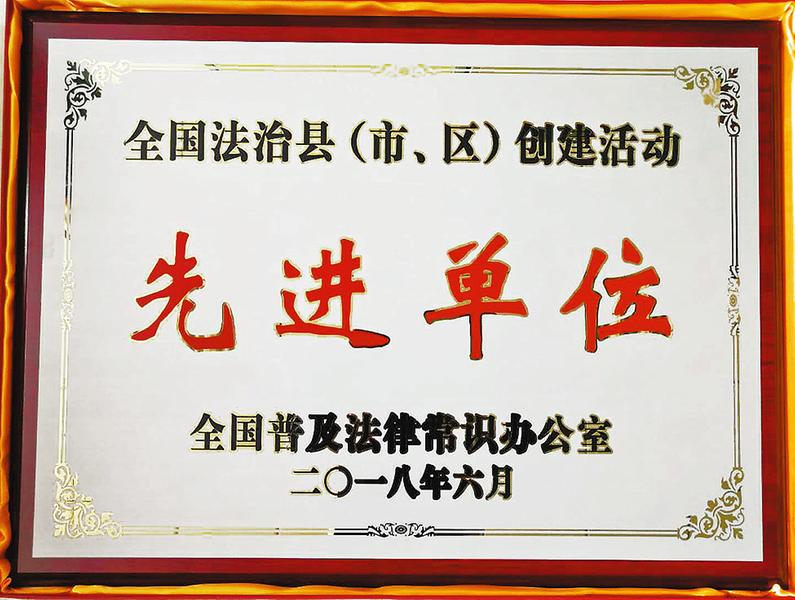 全国法治县（市、区）创建活动
先进单位
全国普及法律常识办公室
二〇一八年六月